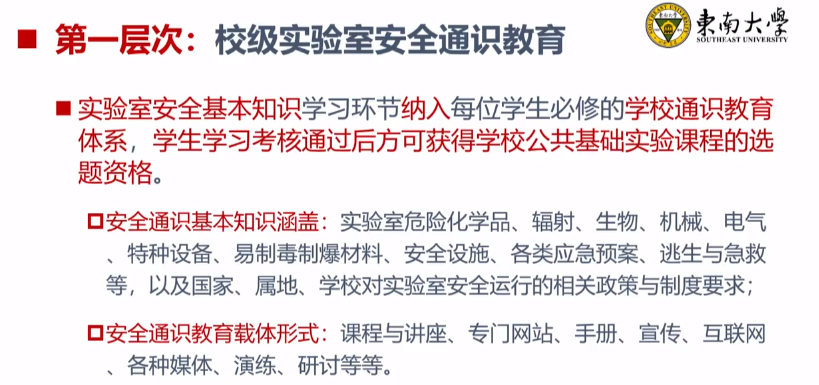 第一层次：校级实验室安全通识教育
東南大學
SOUTHEAST UNIVERSITY
实验室安全基本知识学习环节纳入每位学生必修的学校通识教育
体系，学生学习考核通过后方可获得学校公共基础实验课程的选
题资格。
安全通识基本知识涵盖：实验室危险化学品、辐射、生物、机械、电气
、特种设备、易制毒制爆材料、安全设施、各类应急预案、逃生与急救
等，以及国家、属地、学校对实验室安全运行的相关政策与制度要求；
安全通识教育载体形式：课程与讲座、专门网站、手册、宣传、互联网
、各种媒体、演练、研讨等等。